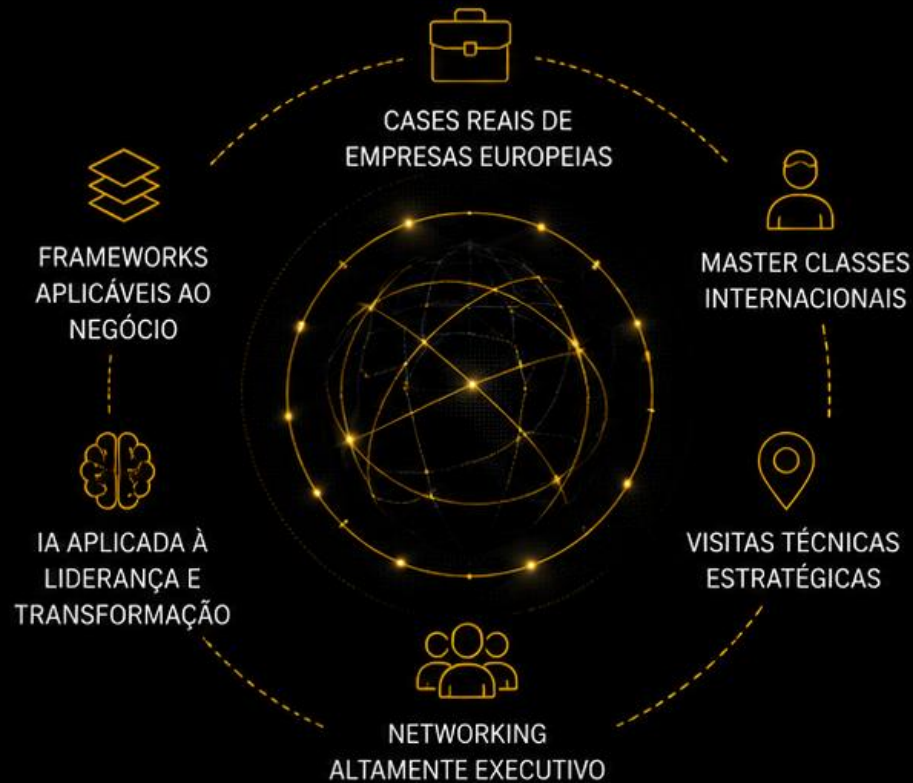 CASES REAIS DE
EMPRESAS EUROPEIAS
MASTER CLASSES
INTERNACIONAIS
VISITAS TÉCNICAS
ESTRATÉGICAS
NETWORKING
ALTAMENTE EXECUTIVO
IA APLICADA À
LIDERANÇA E
TRANSFORMAÇÃO
FRAMEWORKS
APLICÁVEIS AO
NEGÓCIO